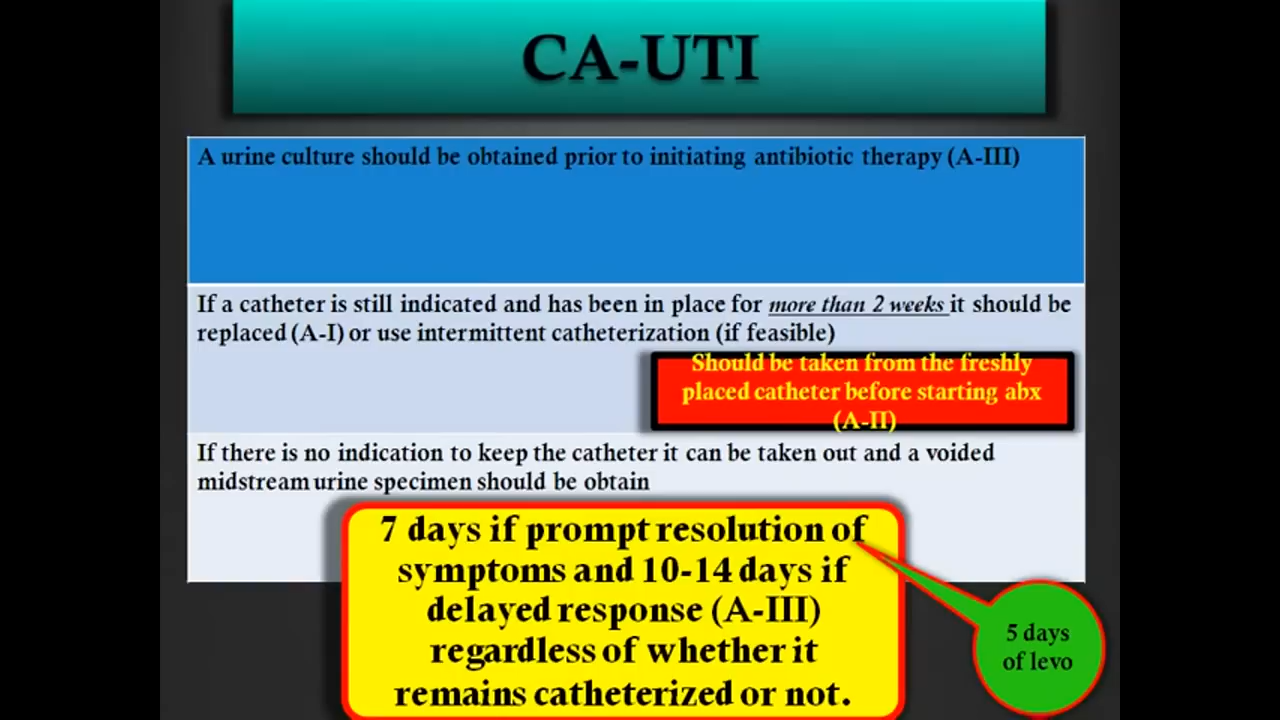 CA-UTI
A urine culture should be obtained prior to initiating antibiotic therapy (A-III)
If a catheter is still indicated and has been in place for more than 2 weeks it should be
replaced (A-I) or use intermittent catheterization (if feasible)
Should be taken from the freshly
placed catheter before starting abx
(A-II)
If there is no indication to keep the catheter it can be taken out and a voided
midstream urine specimen should be obtain
7 days if prompt resolution of
symptoms and 10-14 days if
delayed response (A-III)
regardless of whether it
remains catheterized or not.
5 days
of levo